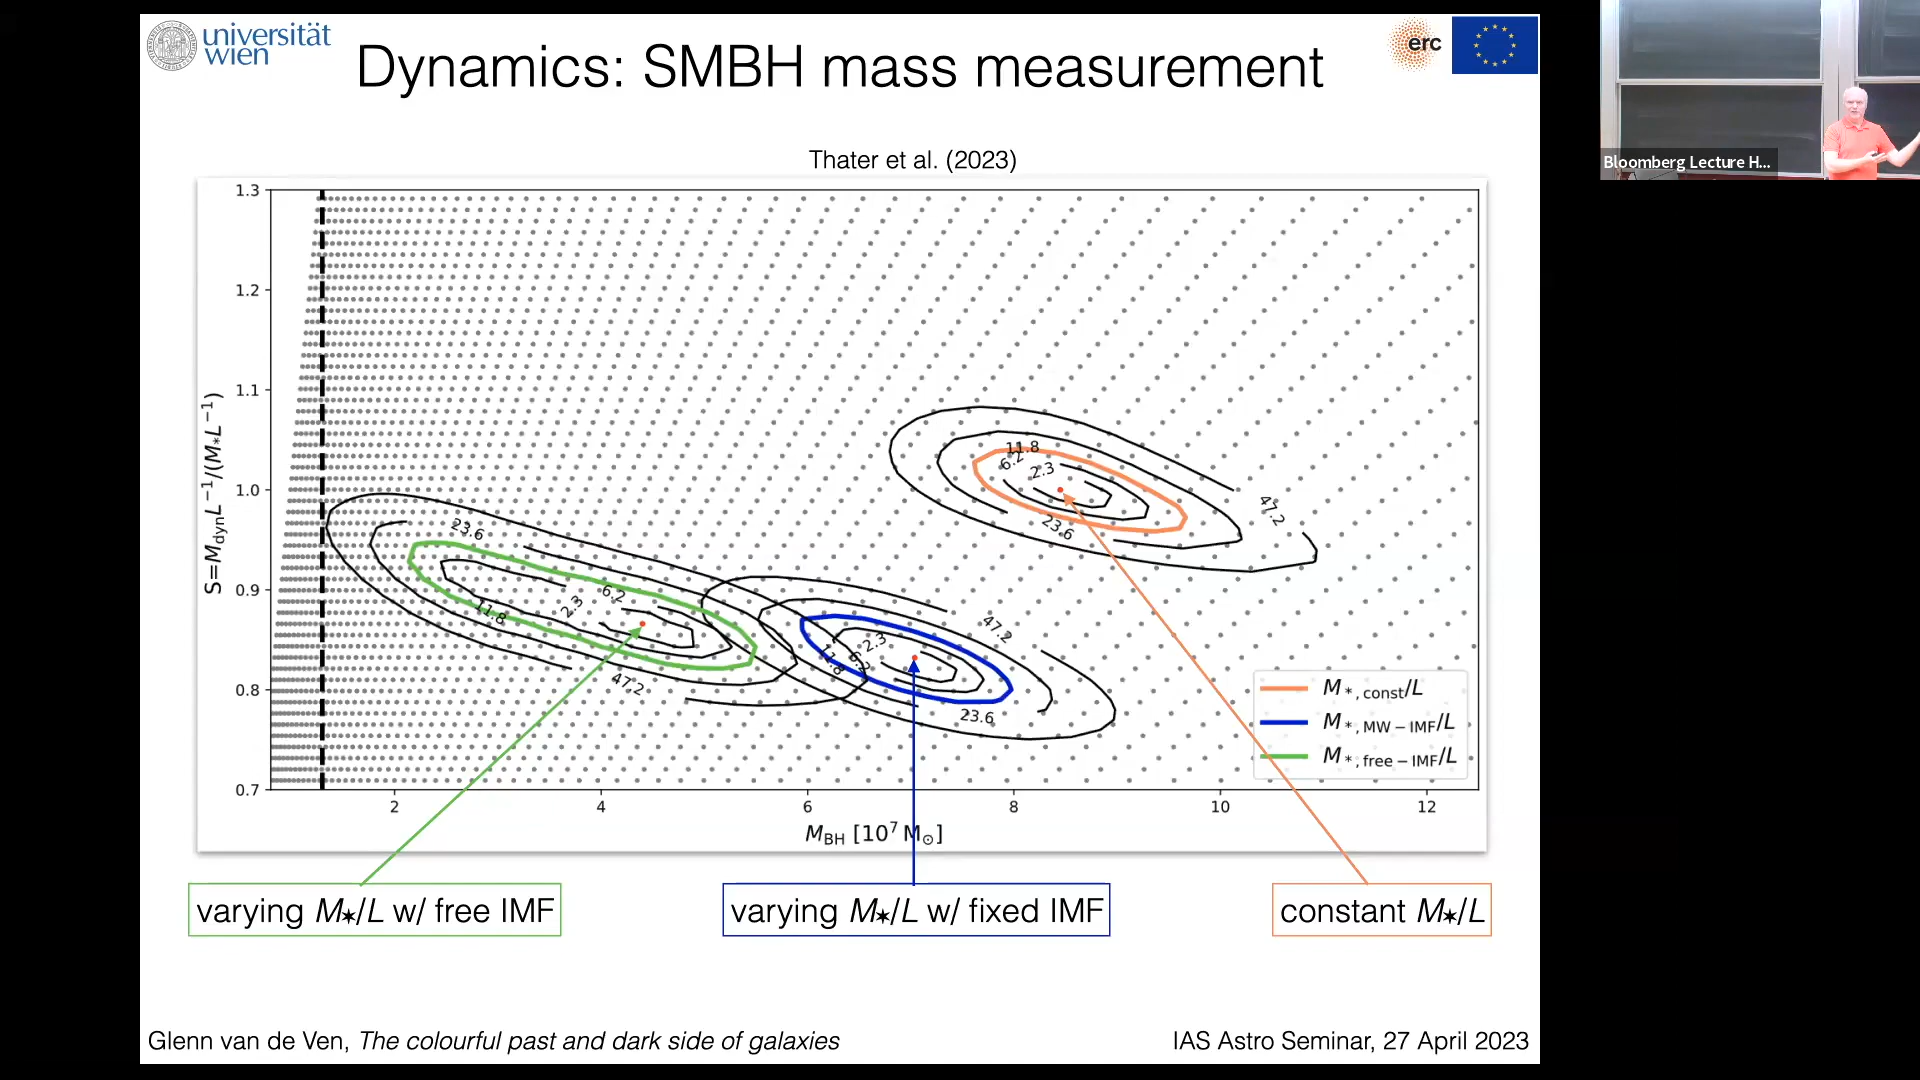 universität
wien
Dynamics: SMBH mass measurement
erc
Bloomberg Lecture H...
Thater et al. (2023)
1.3
1.2
1.1
1.0
0.9
0.8
0.7
S=M_dyn L⁻¹/(M_* L⁻¹)
11.8
6.2
2.3
23.6
47.2
23.6
6.2
2.3
11.8
47.2
47.2
2.3
6.2
11.8
23.6
M_*,const/L
M_*,MW−IMF/L
M_*,free−IMF/L
2 4 6 8 10 12
M_BH [10⁷ M_⊙]
varying M★/L w/ free IMF
varying M★/L w/ fixed IMF
constant M★/L
Glenn van de Ven, The colourful past and dark side of galaxies
IAS Astro Seminar, 27 April 2023